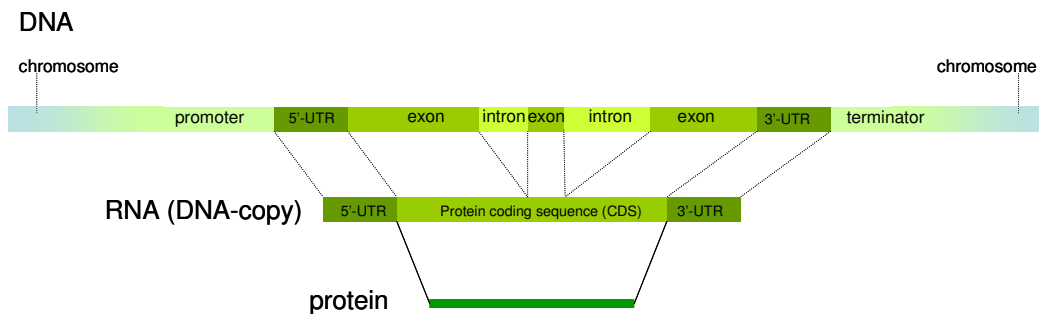 DNA
chromosome chromosome
promoter 5'-UTR exon intron exon intron exon 3'-UTR terminator
RNA (DNA-copy) 5'-UTR Protein coding sequence (CDS) 3'-UTR
protein